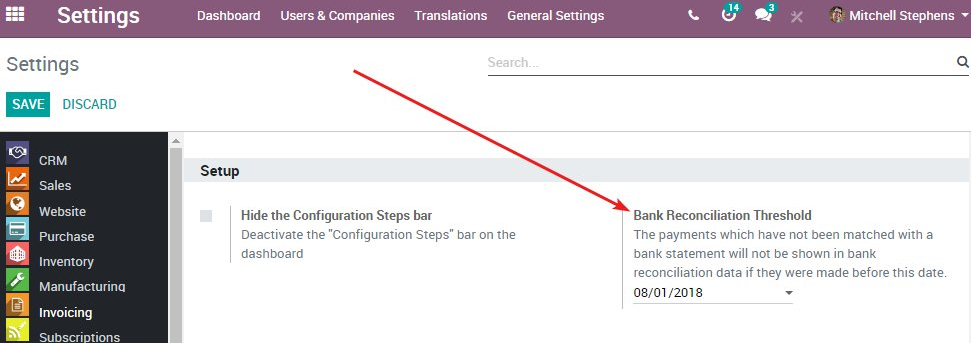 Settings Dashboard Users & Companies Translations General Settings 14 3 Mitchell Stephens
Settings Search...
SAVE DISCARD
CRM
Sales
Website
Purchase
Inventory
Manufacturing
Invoicing
Subscriptions
Setup
Hide the Configuration Steps bar
Deactivate the "Configuration Steps" bar on the
dashboard
Bank Reconciliation Threshold
The payments which have not been matched with a
bank statement will not be shown in bank
reconciliation data if they were made before this date.
08/01/2018